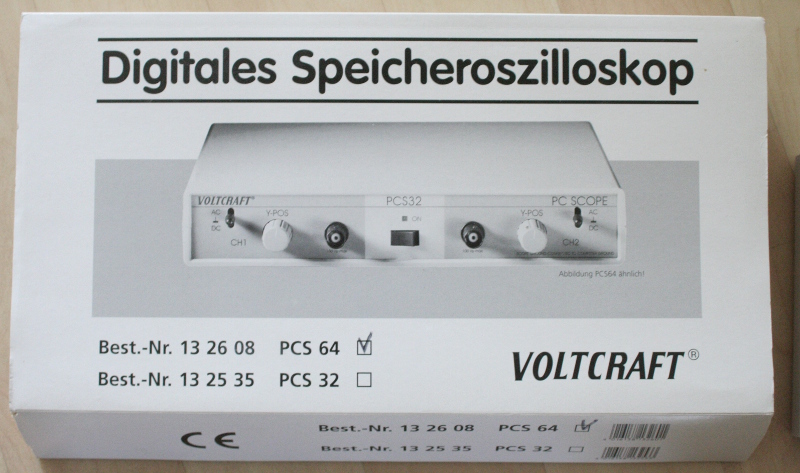 Digitales Speicheroszilloskop
VOLTCRAFT® PCS32 PC SCOPE
AC Y-POS ON Y-POS AC
DC DC
CH1 CH2
Abbildung PCS64 ähnlich!
Best.-Nr. 13 26 08 PCS 64
Best.-Nr. 13 25 35 PCS 32
VOLTCRAFT®
CE
Best.-Nr. 13 26 08 PCS 64
Best.-Nr. 13 25 35 PCS 32